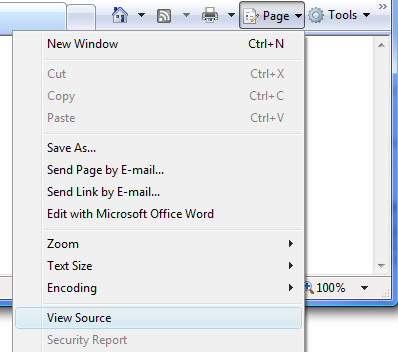 Page Tools »
New Window Ctrl+N
Cut Ctrl+X
Copy Ctrl+C
Paste Ctrl+V
Save As...
Send Page by E-mail...
Send Link by E-mail...
Edit with Microsoft Office Word
Zoom
Text Size
Encoding
100%
View Source
Security Report